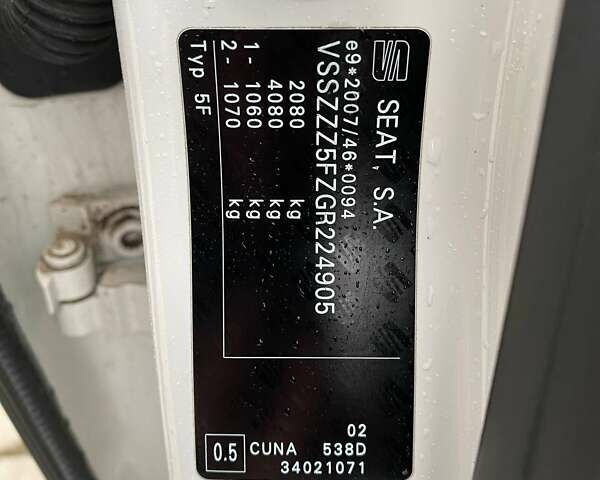 SEAT, S.A.
e9*2007/46*0094
VSSZZZ5FZGR224905
2080 kg
4080 kg
1- 1060 kg
2- 1070 kg
Typ 5F
02
0.5 CUNA 538D
34021071